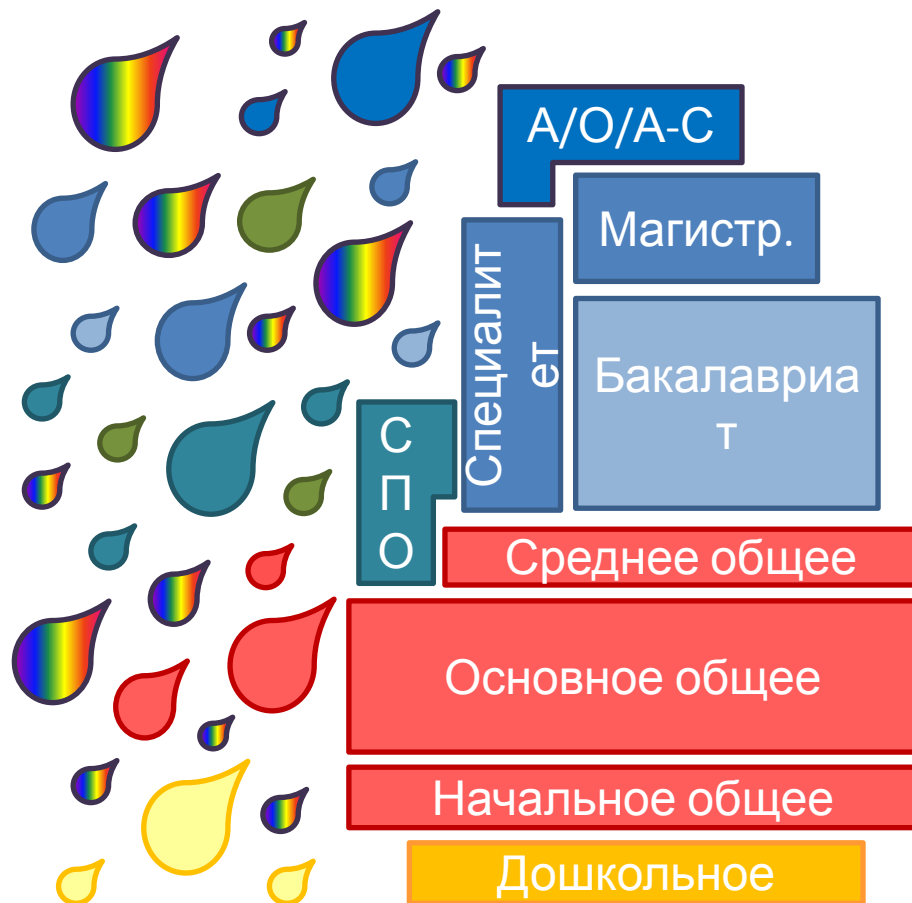 А/О/А-С
Магистр.
Специалит
ет
Бакалавриа
т
С
П
О
Среднее общее
Основное общее
Начальное общее
Дошкольное